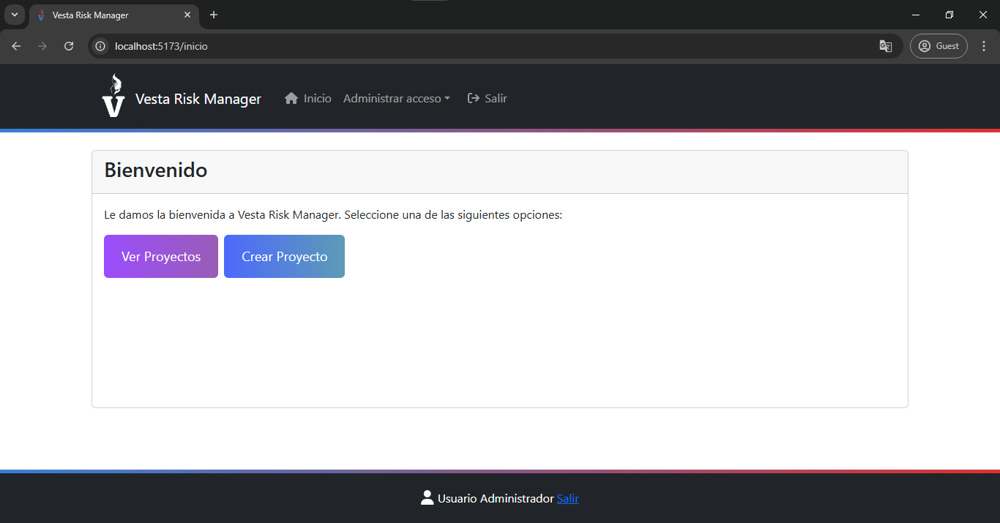 Vesta Risk Manager
localhost:5173/inicio
Guest
V Vesta Risk Manager Inicio Administrar acceso Salir
Bienvenido
Le damos la bienvenida a Vesta Risk Manager. Seleccione una de las siguientes opciones:
Ver Proyectos Crear Proyecto
Usuario Administrador Salir